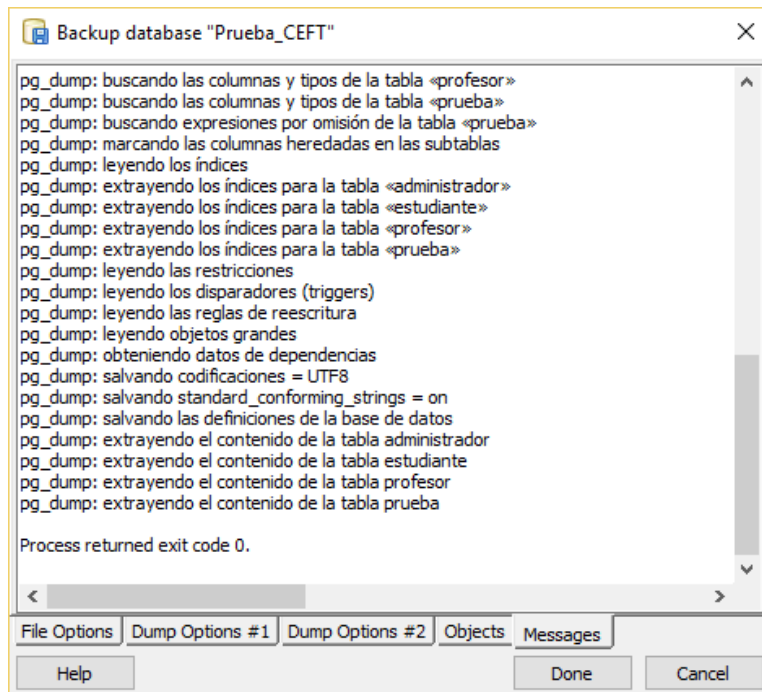 Backup database "Prueba_CEFT"
pg_dump: buscando las columnas y tipos de la tabla «profesor»
pg_dump: buscando las columnas y tipos de la tabla «prueba»
pg_dump: buscando expresiones por omisión de la tabla «prueba»
pg_dump: marcando las columnas heredadas en las subtablas
pg_dump: leyendo los índices
pg_dump: extrayendo los índices para la tabla «administrador»
pg_dump: extrayendo los índices para la tabla «estudiante»
pg_dump: extrayendo los índices para la tabla «profesor»
pg_dump: extrayendo los índices para la tabla «prueba»
pg_dump: leyendo las restricciones
pg_dump: leyendo los disparadores (triggers)
pg_dump: leyendo las reglas de reescritura
pg_dump: leyendo objetos grandes
pg_dump: obteniendo datos de dependencias
pg_dump: salvando codificaciones = UTF8
pg_dump: salvando standard_conforming_strings = on
pg_dump: salvando las definiciones de la base de datos
pg_dump: extrayendo el contenido de la tabla administrador
pg_dump: extrayendo el contenido de la tabla estudiante
pg_dump: extrayendo el contenido de la tabla profesor
pg_dump: extrayendo el contenido de la tabla prueba
Process returned exit code 0.
File Options Dump Options #1 Dump Options #2 Objects Messages
Help Done Cancel